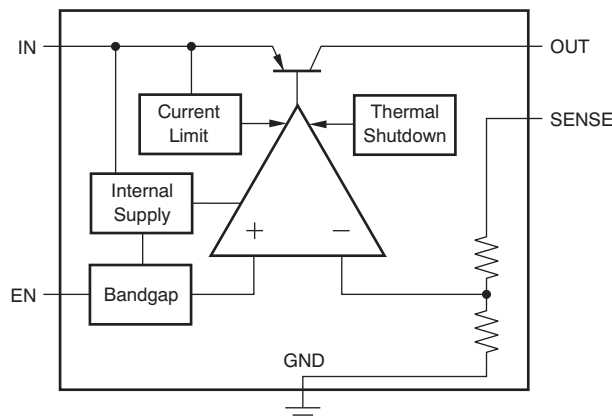 IN
OUT
Current
Limit
Thermal
Shutdown
SENSE
Internal
Supply
+
−
EN
Bandgap
GND